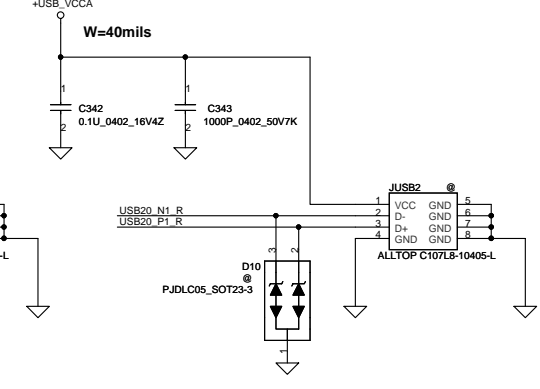 +USB_VCCA
W=40mils
1
1
C342
0.1U_0402_16V4Z
2
C343
1000P_0402_50V7K
2
JUSB2 @
1 VCC GND 5
USB20_N1_R 2 D- GND 6
USB20_P1_R 3 D+ GND 7
4 GND GND 8
-L
ALLTOP C107L8-10405-L
3 2
D10
@
PJDLC05_SOT23-3
1